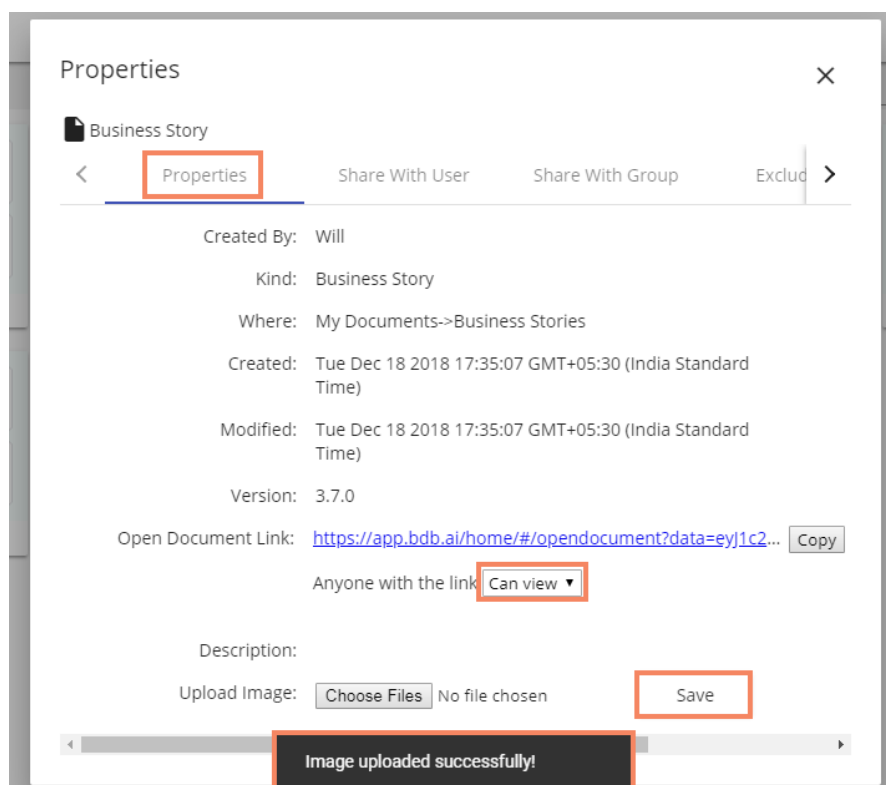 Properties
Business Story
Properties Share With User Share With Group Exclud
Created By: Will
Kind: Business Story
Where: My Documents->Business Stories
Created: Tue Dec 18 2018 17:35:07 GMT+05:30 (India Standard
Time)
Modified: Tue Dec 18 2018 17:35:07 GMT+05:30 (India Standard
Time)
Version: 3.7.0
Open Document Link: https://app.bdb.ai/home/#/opendocument?data=eyJ1c2... Copy
Anyone with the link Can view
Description:
Upload Image: Choose Files No file chosen Save
Image uploaded successfully!